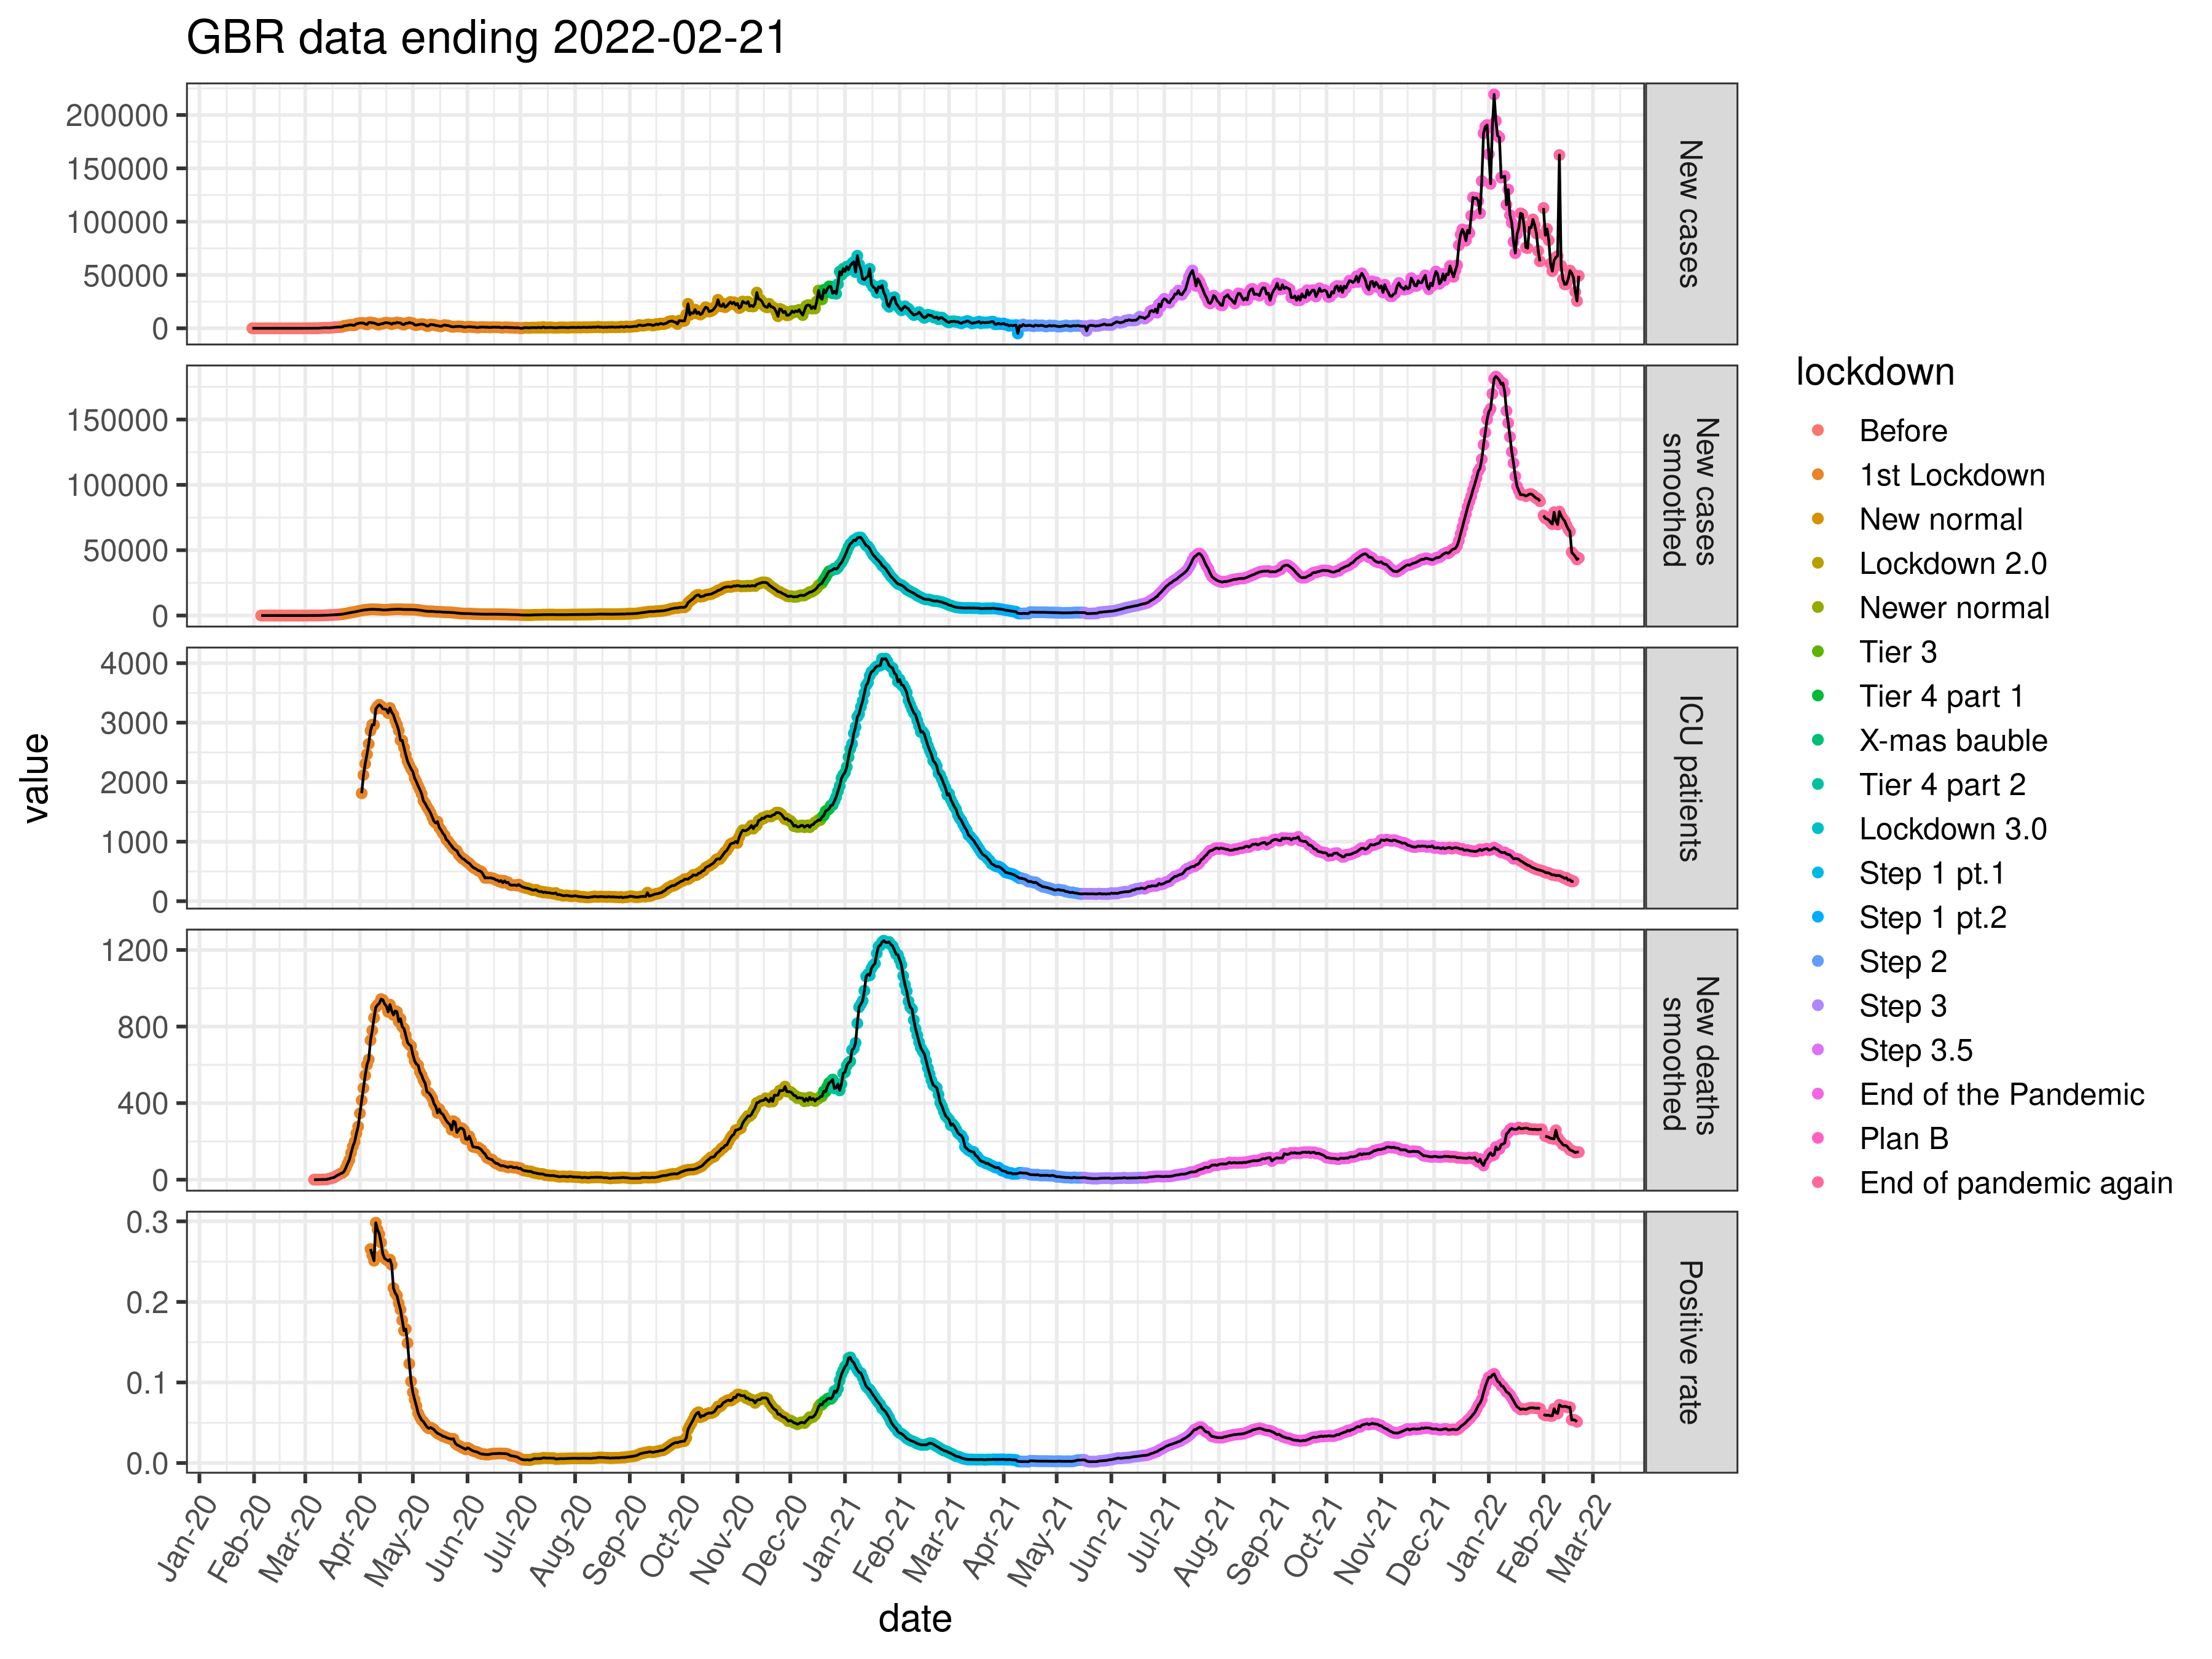 GBR data ending 2022-02-21
value
200000
150000
100000
50000
0
New cases
150000
100000
50000
0
New cases
smoothed
4000
3000
2000
1000
0
ICU patients
1200
800
400
0
New deaths
smoothed
0.3
0.2
0.1
0.0
Positive rate
Jan-20
Feb-20
Mar-20
Apr-20
May-20
Jun-20
Jul-20
Aug-20
Sep-20
Oct-20
Nov-20
Dec-20
Jan-21
Feb-21
Mar-21
Apr-21
May-21
Jun-21
Jul-21
Aug-21
Sep-21
Oct-21
Nov-21
Dec-21
Jan-22
Feb-22
Mar-22
date
lockdown
Before
1st Lockdown
New normal
Lockdown 2.0
Newer normal
Tier 3
Tier 4 part 1
X-mas bauble
Tier 4 part 2
Lockdown 3.0
Step 1 pt.1
Step 1 pt.2
Step 2
Step 3
Step 3.5
End of the Pandemic
Plan B
End of pandemic again